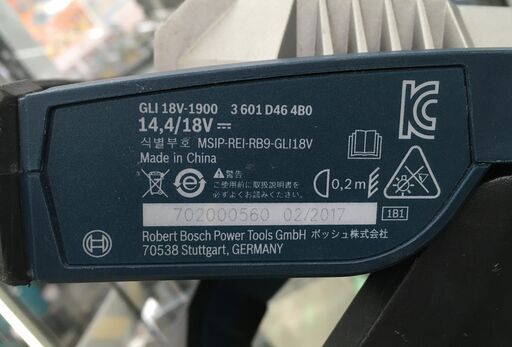 GLI 18V-1900 3 601 D46 4B0
14,4/18V
식별부호 MSIP-REI-RB9-GLI18V
Made in China
警告
ご使用前に取扱説明書を
必ずよくお読みください。
0,2m
702000560 02/2017
1B1
Robert Bosch Power Tools GmbH ボッシュ株式会社
70538 Stuttgart, GERMANY